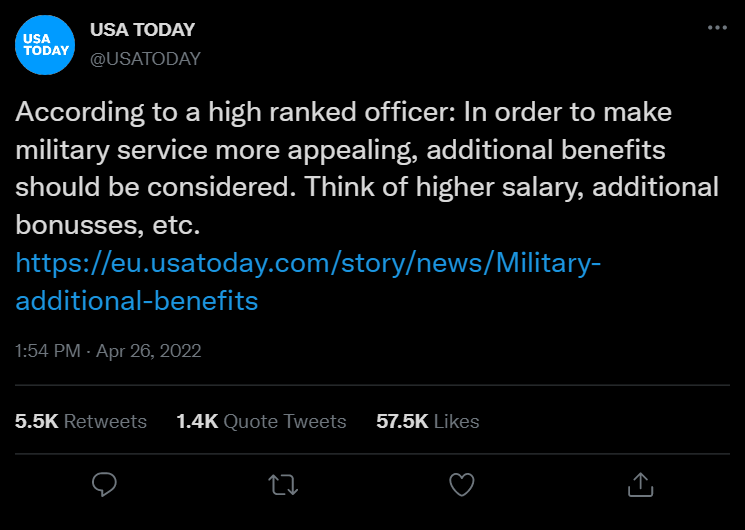 USA TODAY
USA TODAY
@USATODAY
According to a high ranked officer: In order to make
military service more appealing, additional benefits
should be considered. Think of higher salary, additional
bonusses, etc.
https://eu.usatoday.com/story/news/Military-
additional-benefits
1:54 PM · Apr 26, 2022
5.5K Retweets 1.4K Quote Tweets 57.5K Likes